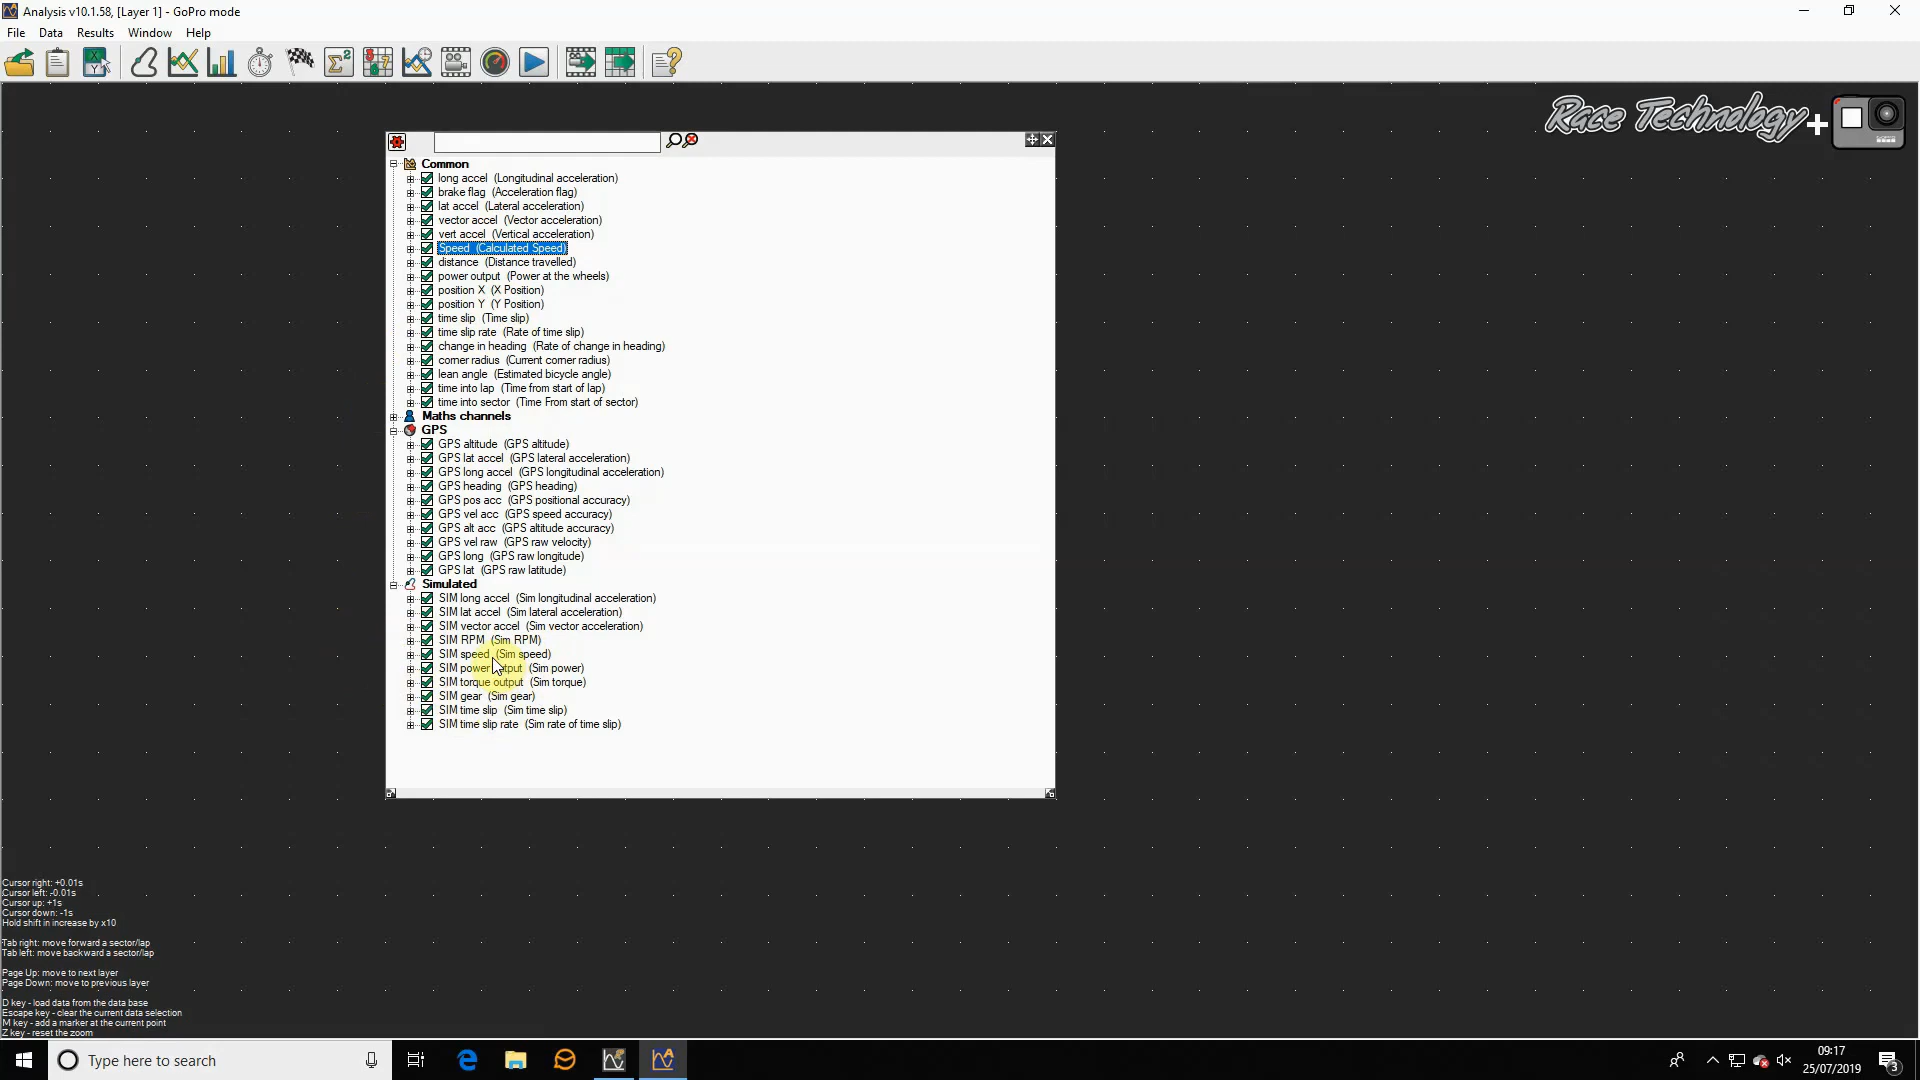 Analysis v10.1.58, [Layer 1] - GoPro mode
File Data Results Window Help
Race Technology +
Common
long accel (Longitudinal acceleration)
brake flag (Acceleration flag)
lat accel (Lateral acceleration)
vector accel (Vector acceleration)
vert accel (Vertical acceleration)
Speed (Calculated Speed)
distance (Distance travelled)
power output (Power at the wheels)
position X (X Position)
position Y (Y Position)
time slip (Time slip)
time slip rate (Rate of time slip)
change in heading (Rate of change in heading)
corner radius (Current corner radius)
lean angle (Estimated bicycle angle)
time into lap (Time from start of lap)
time into sector (Time From start of sector)
Maths channels
GPS
GPS altitude (GPS altitude)
GPS lat accel (GPS lateral acceleration)
GPS long accel (GPS longitudinal acceleration)
GPS heading (GPS heading)
GPS pos acc (GPS positional accuracy)
GPS vel acc (GPS speed accuracy)
GPS alt acc (GPS altitude accuracy)
GPS vel raw (GPS raw velocity)
GPS long (GPS raw longitude)
GPS lat (GPS raw latitude)
Simulated
SIM long accel (Sim longitudinal acceleration)
SIM lat accel (Sim lateral acceleration)
SIM vector accel (Sim vector acceleration)
SIM RPM (Sim RPM)
SIM speed (Sim speed)
SIM power output (Sim power)
SIM torque output (Sim torque)
SIM gear (Sim gear)
SIM time slip (Sim time slip)
SIM time slip rate (Sim rate of time slip)
Cursor right: +0.01s
Cursor left: -0.01s
Cursor up: +1s
Cursor down: -1s
Hold shift in increase by x10
Tab right: move forward a sector/lap
Tab left: move backward a sector/lap
Page Up: move to next layer
Page Down: move to previous layer
D key - load data from the data base
Escape key - clear the current data selection
M key - add a marker at the current point
Z key - reset the zoom
Type here to search
09:17
25/07/2019
3